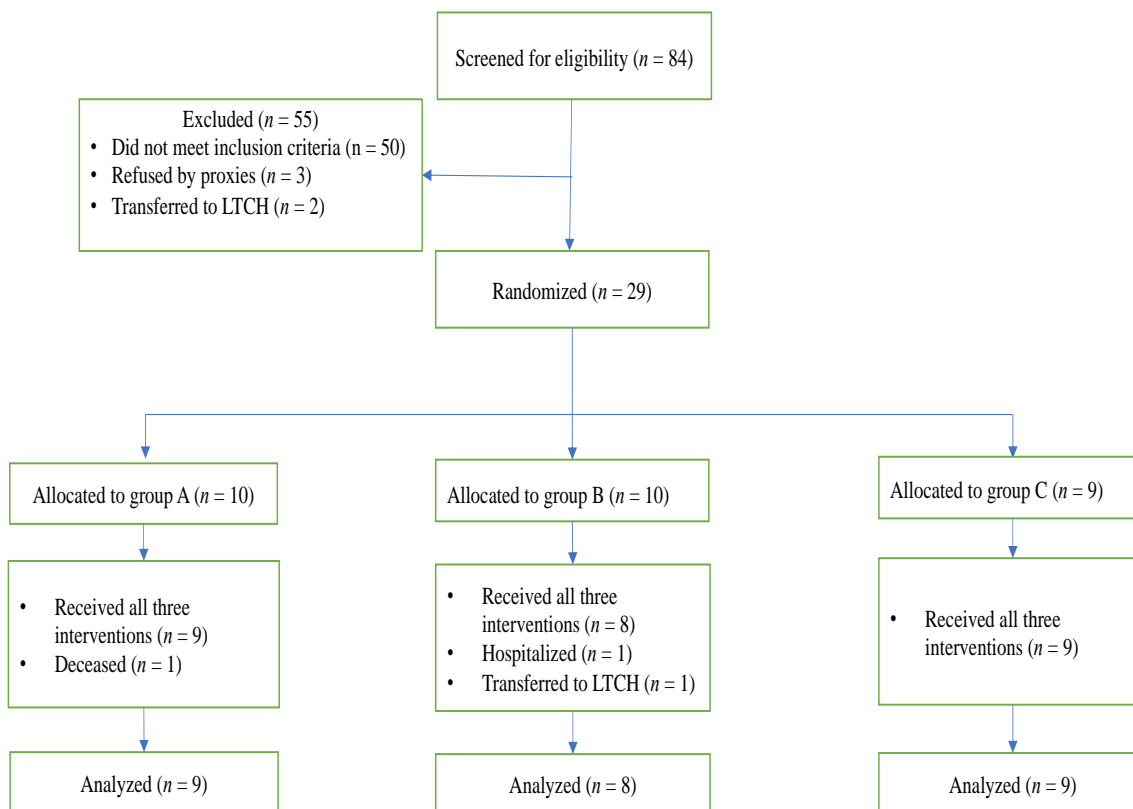 Screened for eligibility (n = 84)
Excluded (n = 55)
• Did not meet inclusion criteria (n = 50)
• Refused by proxies (n = 3)
• Transferred to LTCH (n = 2)
Randomized (n = 29)
Allocated to group A (n = 10)
Allocated to group B (n = 10)
Allocated to group C (n = 9)
• Received all three
interventions (n = 9)
• Deceased (n = 1)
• Received all three
interventions (n = 8)
• Hospitalized (n = 1)
• Transferred to LTCH (n = 1)
• Received all three
interventions (n = 9)
Analyzed (n = 9)
Analyzed (n = 8)
Analyzed (n = 9)